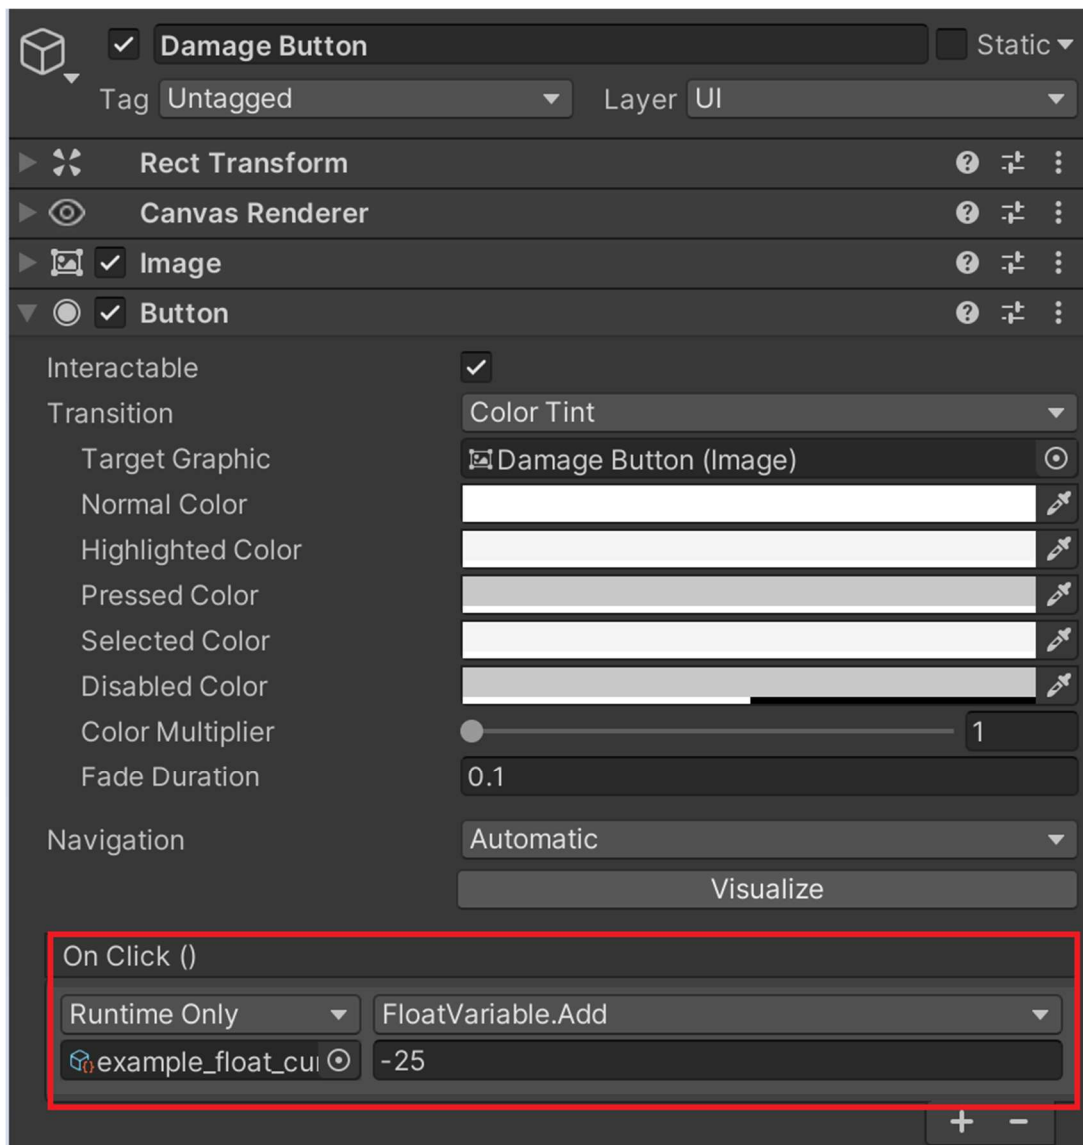 Damage Button Static
Tag Untagged Layer UI
Rect Transform
Canvas Renderer
Image
Button
Interactable
Transition Color Tint
Target Graphic Damage Button (Image)
Normal Color
Highlighted Color
Pressed Color
Selected Color
Disabled Color
Color Multiplier 1
Fade Duration 0.1
Navigation Automatic
Visualize
On Click ()
Runtime Only FloatVariable.Add
example_float_cu -25